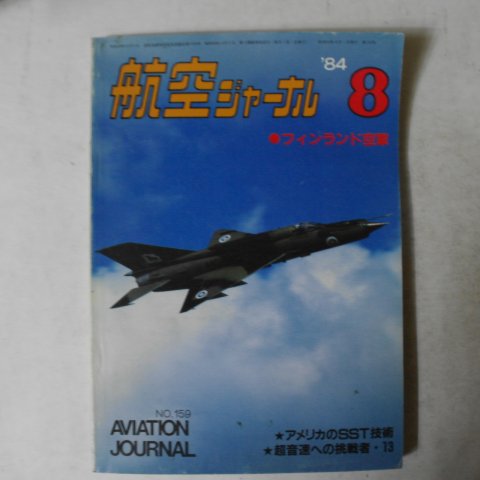 航空ジャーナル
'84
8
●フィンランド空軍
NO.159
AVIATION
JOURNAL
★アメリカのSST技術
★超音速への挑戦者・13